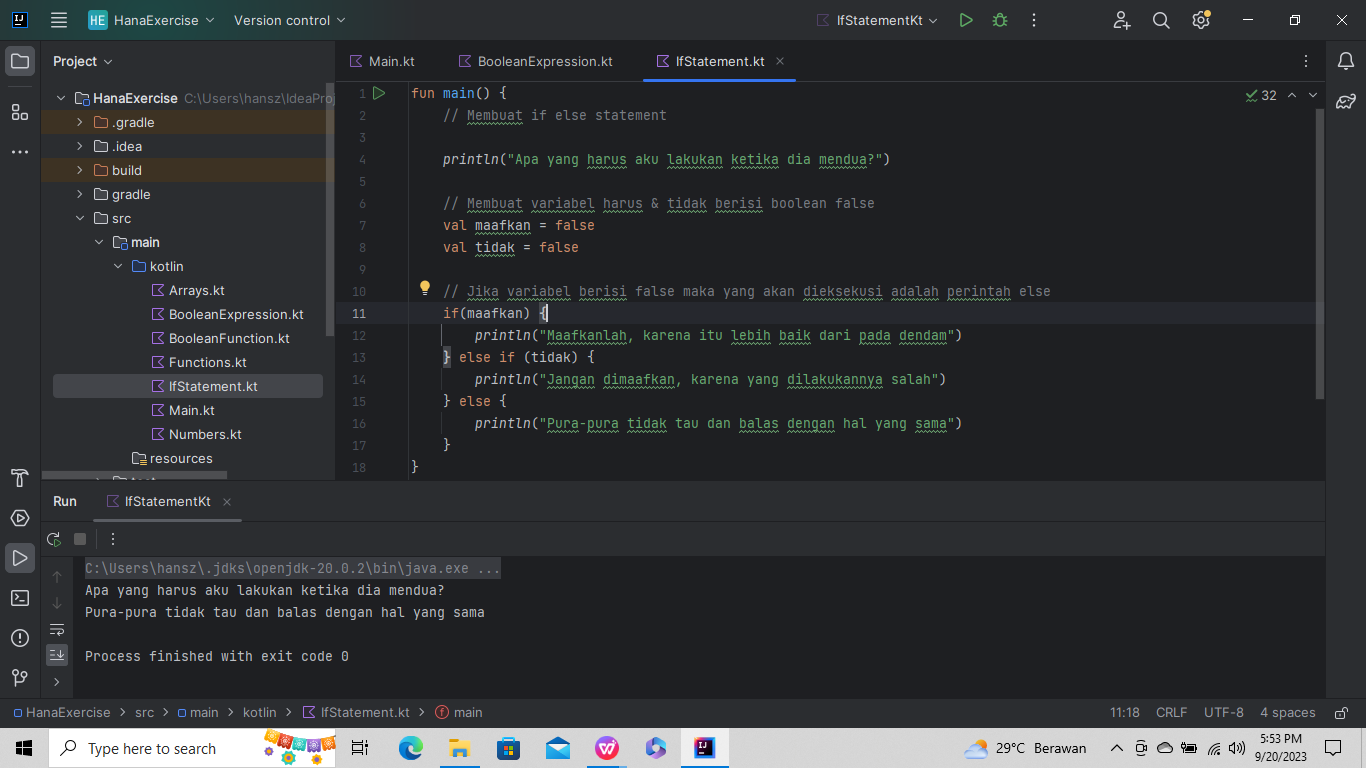 HE HanaExercise Version control IfStatementKt
Project Main.kt BooleanExpression.kt IfStatement.kt
HanaExercise C:\Users\hansz\IdeaProj
.gradle
.idea
build
gradle
src
main
kotlin
Arrays.kt
BooleanExpression.kt
BooleanFunction.kt
Functions.kt
IfStatement.kt
Main.kt
Numbers.kt
resources
32
1 fun main() {
2 // Membuat if else statement
3
4 println("Apa yang harus aku lakukan ketika dia mendua?")
5
6 // Membuat variabel harus & tidak berisi boolean false
7 val maafkan = false
8 val tidak = false
9
10 // Jika variabel berisi false maka yang akan dieksekusi adalah perintah else
11 if(maafkan) {
12 println("Maafkanlah, karena itu lebih baik dari pada dendam")
13 } else if (tidak) {
14 println("Jangan dimaafkan, karena yang dilakukannya salah")
15 } else {
16 println("Pura-pura tidak tau dan balas dengan hal yang sama")
17 }
18 }
Run IfStatementKt
C:\Users\hansz\.jdks\openjdk-20.0.2\bin\java.exe ...
Apa yang harus aku lakukan ketika dia mendua?
Pura-pura tidak tau dan balas dengan hal yang sama
Process finished with exit code 0
HanaExercise > src > main > kotlin > IfStatement.kt > main 11:18 CRLF UTF-8 4 spaces
Type here to search 29°C Berawan 5:53 PM
9/20/2023